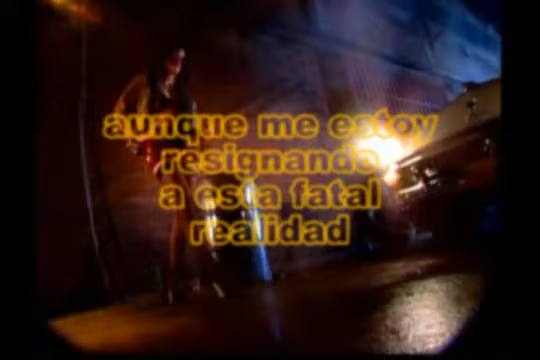 aunque me estoy
resignando
a esta fatal
realidad